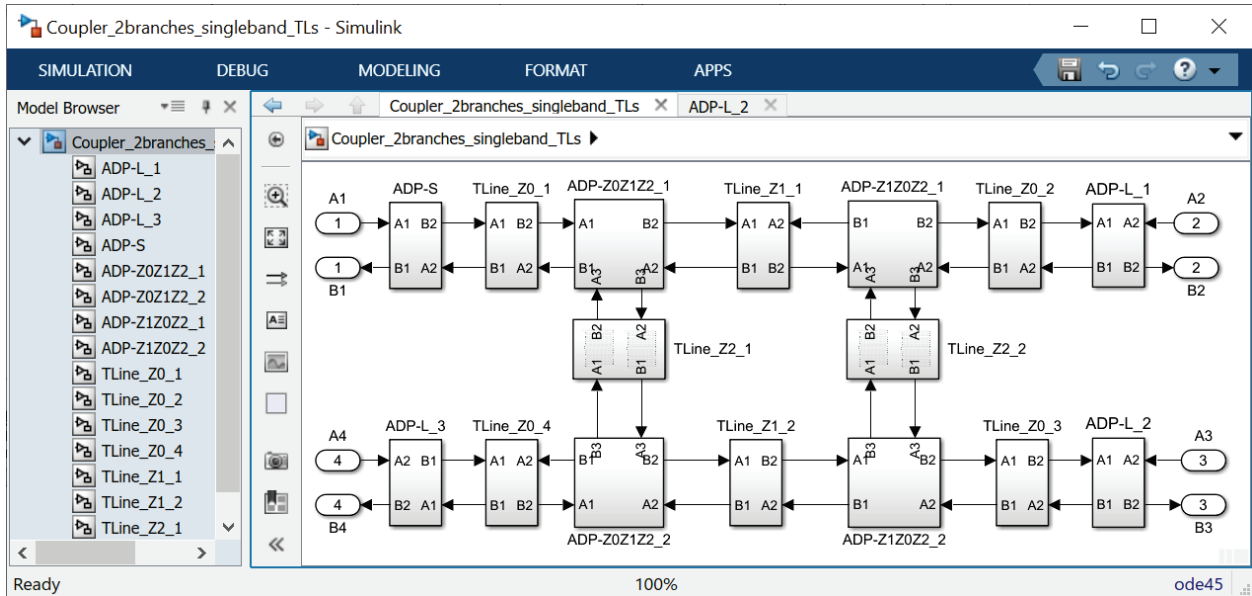 Coupler_2branches_singleband_TLs - Simulink
SIMULATION DEBUG MODELING FORMAT APPS
Model Browser
Coupler_2branches_singleband_TLs ADP-L_2
Coupler_2branches_singleband_TLs
Coupler_2branches_
ADP-L_1
ADP-L_2
ADP-L_3
ADP-S
ADP-Z0Z1Z2_1
ADP-Z0Z1Z2_2
ADP-Z1Z0Z2_1
ADP-Z1Z0Z2_2
TLine_Z0_1
TLine_Z0_2
TLine_Z0_3
TLine_Z0_4
TLine_Z1_1
TLine_Z1_2
TLine_Z2_1
A1 ADP-S TLine_Z0_1 ADP-Z0Z1Z2_1 TLine_Z1_1 ADP-Z1Z0Z2_1 TLine_Z0_2 ADP-L_1 A2
1 A1 B2 A1 B2 A1 B2 A1 A2 B1 B2 A1 B2 A1 A2 2
1 B1 A2 B1 A2 B1 A3 B3 A2 B1 B2 A1 A3 B3 A2 B1 A2 B1 B2 2
B1 B2
B2 A2 B2 A2
TLine_Z2_1 TLine_Z2_2
A1 B1 A1 B1
A4 ADP-L_3 TLine_Z0_4 TLine_Z1_2 TLine_Z0_3 ADP-L_2 A3
4 A2 B1 A1 A2 B1 B3 A3 B2 A1 B2 A1 B3 A3 B2 A1 B2 A1 A2 3
4 B2 A1 B1 B2 A1 A2 B1 A2 B1 A2 B1 A2 B1 B2 3
B4 ADP-Z0Z1Z2_2 ADP-Z1Z0Z2_2 B3
Ready 100% ode45